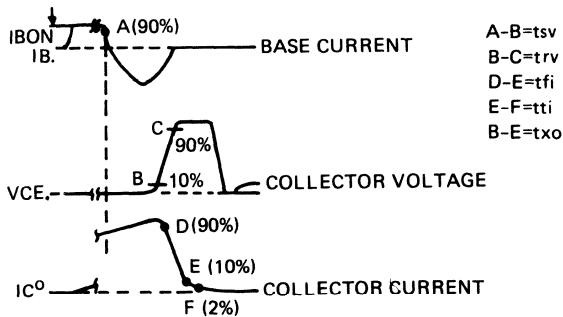 A (90%)
IBON
IB.
BASE CURRENT
A-B=tsv
B-C=trv
D-E=tfi
E-F=tti
B-E=txo
C
90%
B
10%
VCE.
COLLECTOR VOLTAGE
D (90%)
E (10%)
ICO
COLLECTOR CURRENT
F (2%)